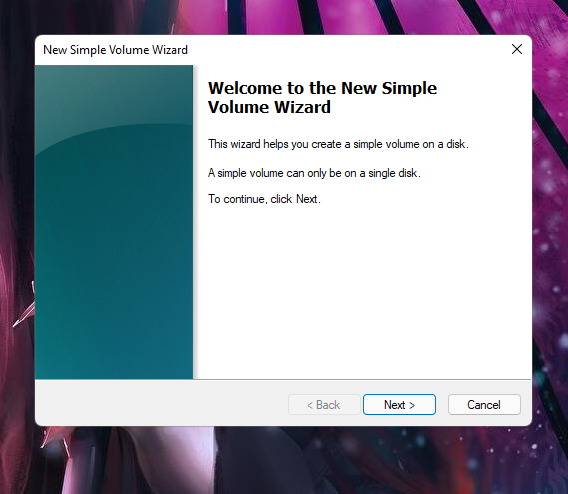 New Simple Volume Wizard
Welcome to the New Simple
Volume Wizard
This wizard helps you create a simple volume on a disk.
A simple volume can only be on a single disk.
To continue, click Next.
< Back
Next >
Cancel